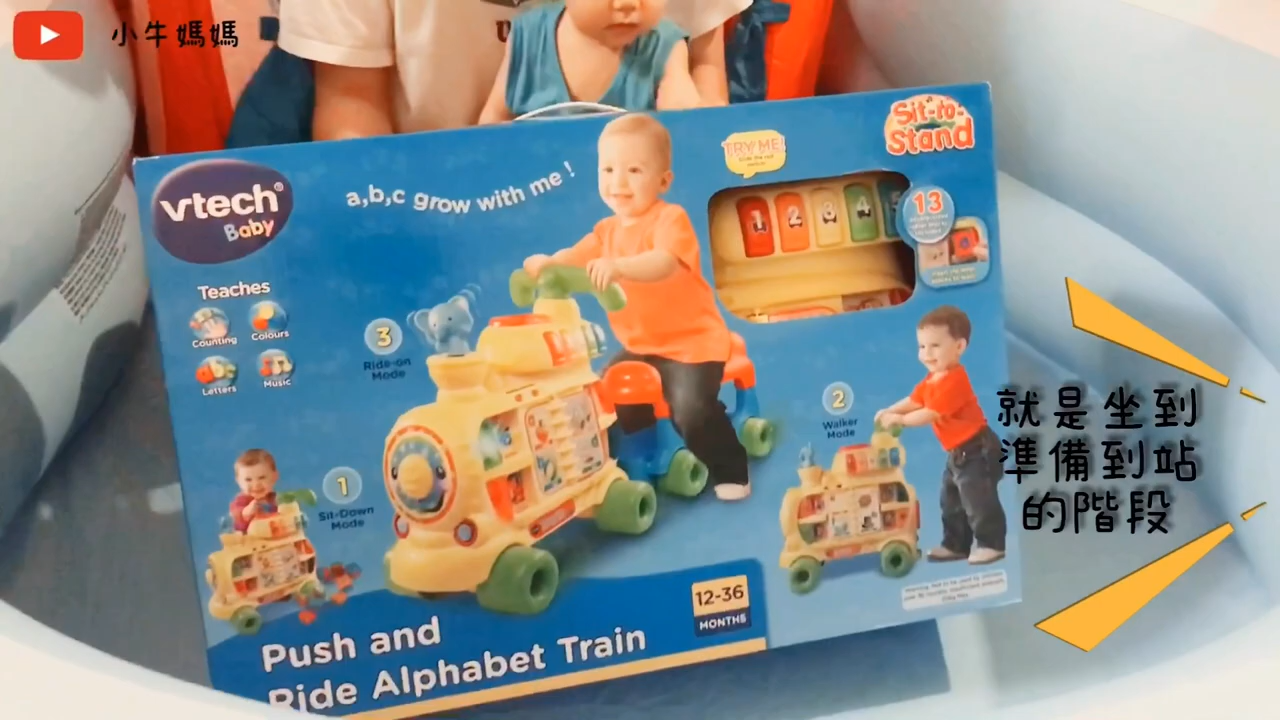 小牛媽媽
Sit-to-
Stand
TRY ME!
vtech®
Baby
a,b,c grow with me !
13
1 2 3 4 5
Teaches
Counting
Colours
Letters
Music
3
Ride-on
Mode
2
Walker
Mode
1
Sit-Down
Mode
就是坐到
準備到站
的階段
12-36
MONTHS
Push and
Ride Alphabet Train